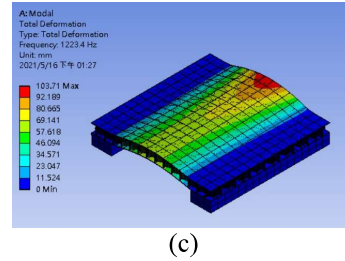 A: Modal
Total Deformation
Type: Total Deformation
Frequency: 1223.4 Hz
Unit: mm
2021/5/16 下午 01:27
103.71 Max
92.189
80.665
69.141
57.618
46.094
34.571
23.047
11.524
0 Min
(c)